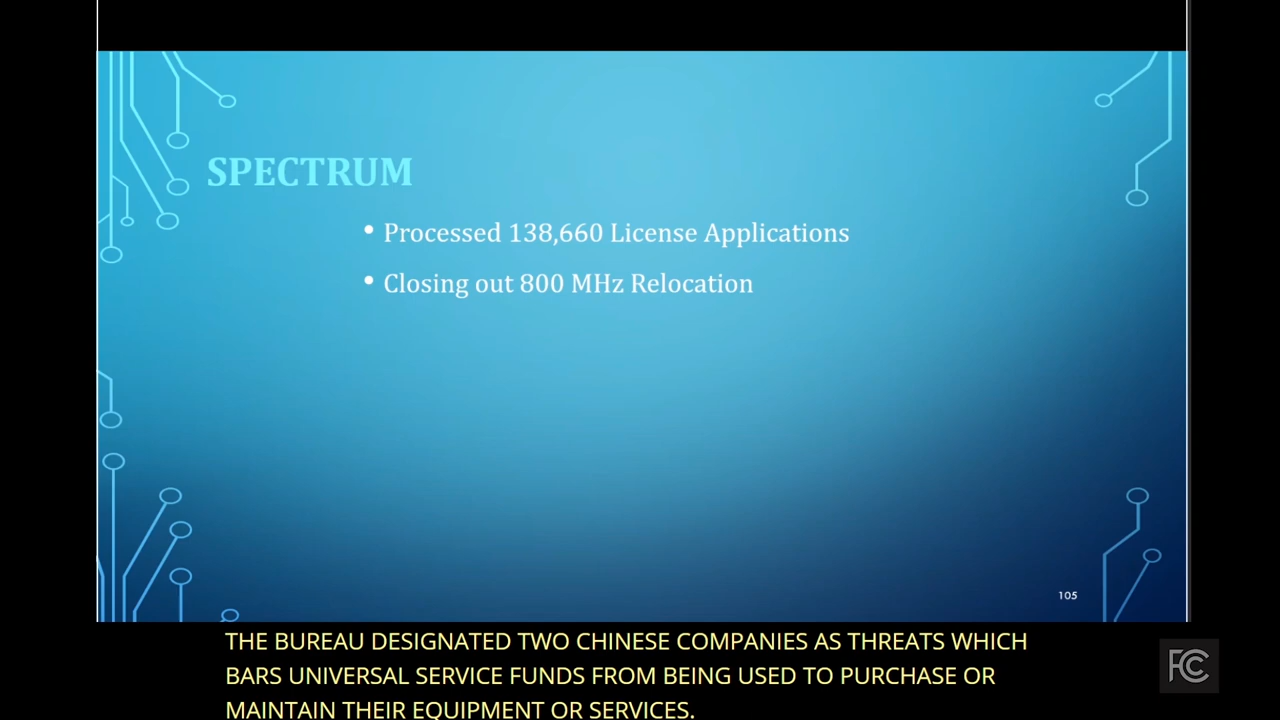 SPECTRUM
• Processed 138,660 License Applications
• Closing out 800 MHz Relocation
105
THE BUREAU DESIGNATED TWO CHINESE COMPANIES AS THREATS WHICH
BARS UNIVERSAL SERVICE FUNDS FROM BEING USED TO PURCHASE OR
MAINTAIN THEIR EQUIPMENT OR SERVICES.
FCC